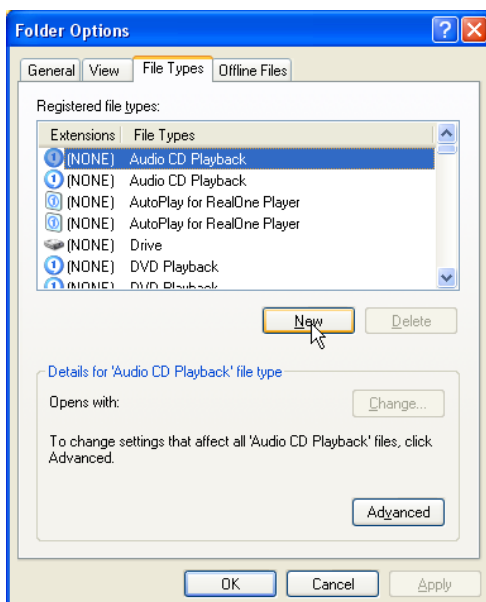 Folder Options
General View File Types Offline Files
Registered file types:
Extensions File Types
(NONE) Audio CD Playback
(NONE) Audio CD Playback
(NONE) AutoPlay for RealOne Player
(NONE) AutoPlay for RealOne Player
(NONE) Drive
(NONE) DVD Playback
(NONE) DVD Playback
New Delete
Details for 'Audio CD Playback' file type
Opens with: Change...
To change settings that affect all 'Audio CD Playback' files, click
Advanced.
Advanced
OK Cancel Apply